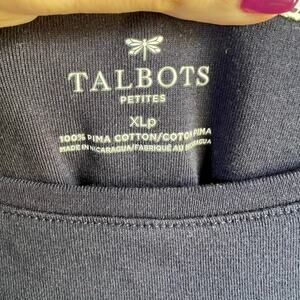 TALBOTS
PETITES
XLp
100% PIMA COTTON/COTON PIMA
MADE IN NICARAGUA/FABRIQUÉ AU NICARAGUA